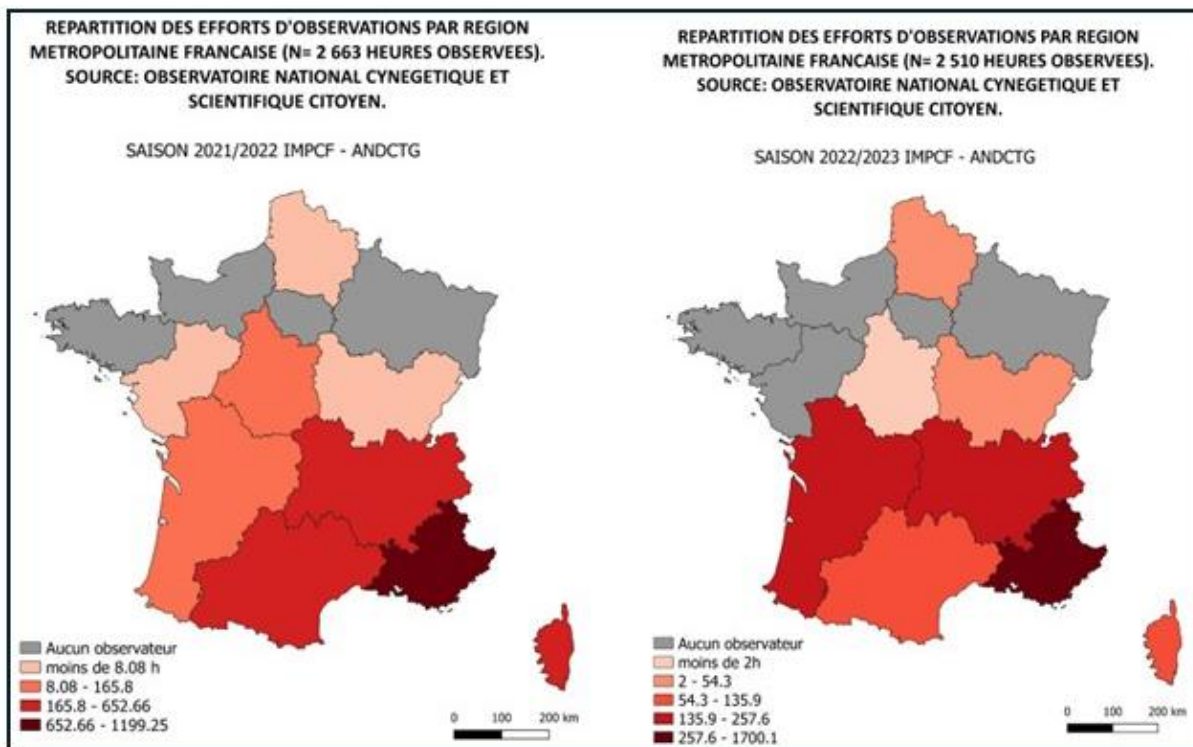 REPARTITION DES EFFORTS D'OBSERVATIONS PAR REGION
METROPOLITAINE FRANCAISE (N= 2 663 HEURES OBSERVEES).
SOURCE: OBSERVATOIRE NATIONAL CYNEGETIQUE ET
SCIENTIFIQUE CITOYEN.
SAISON 2021/2022 IMPCF - ANDCTG
Aucun observateur
moins de 8.08 h
8.08 - 165.8
165.8 - 652.66
652.66 - 1199.25
0 100 200 km
REPARTITION DES EFFORTS D'OBSERVATIONS PAR REGION
METROPOLITAINE FRANCAISE (N= 2 510 HEURES OBSERVEES).
SOURCE: OBSERVATOIRE NATIONAL CYNEGETIQUE ET
SCIENTIFIQUE CITOYEN.
SAISON 2022/2023 IMPCF - ANDCTG
Aucun observateur
moins de 2h
2 - 54.3
54.3 - 135.9
135.9 - 257.6
257.6 - 1700.1
0 100 200 km